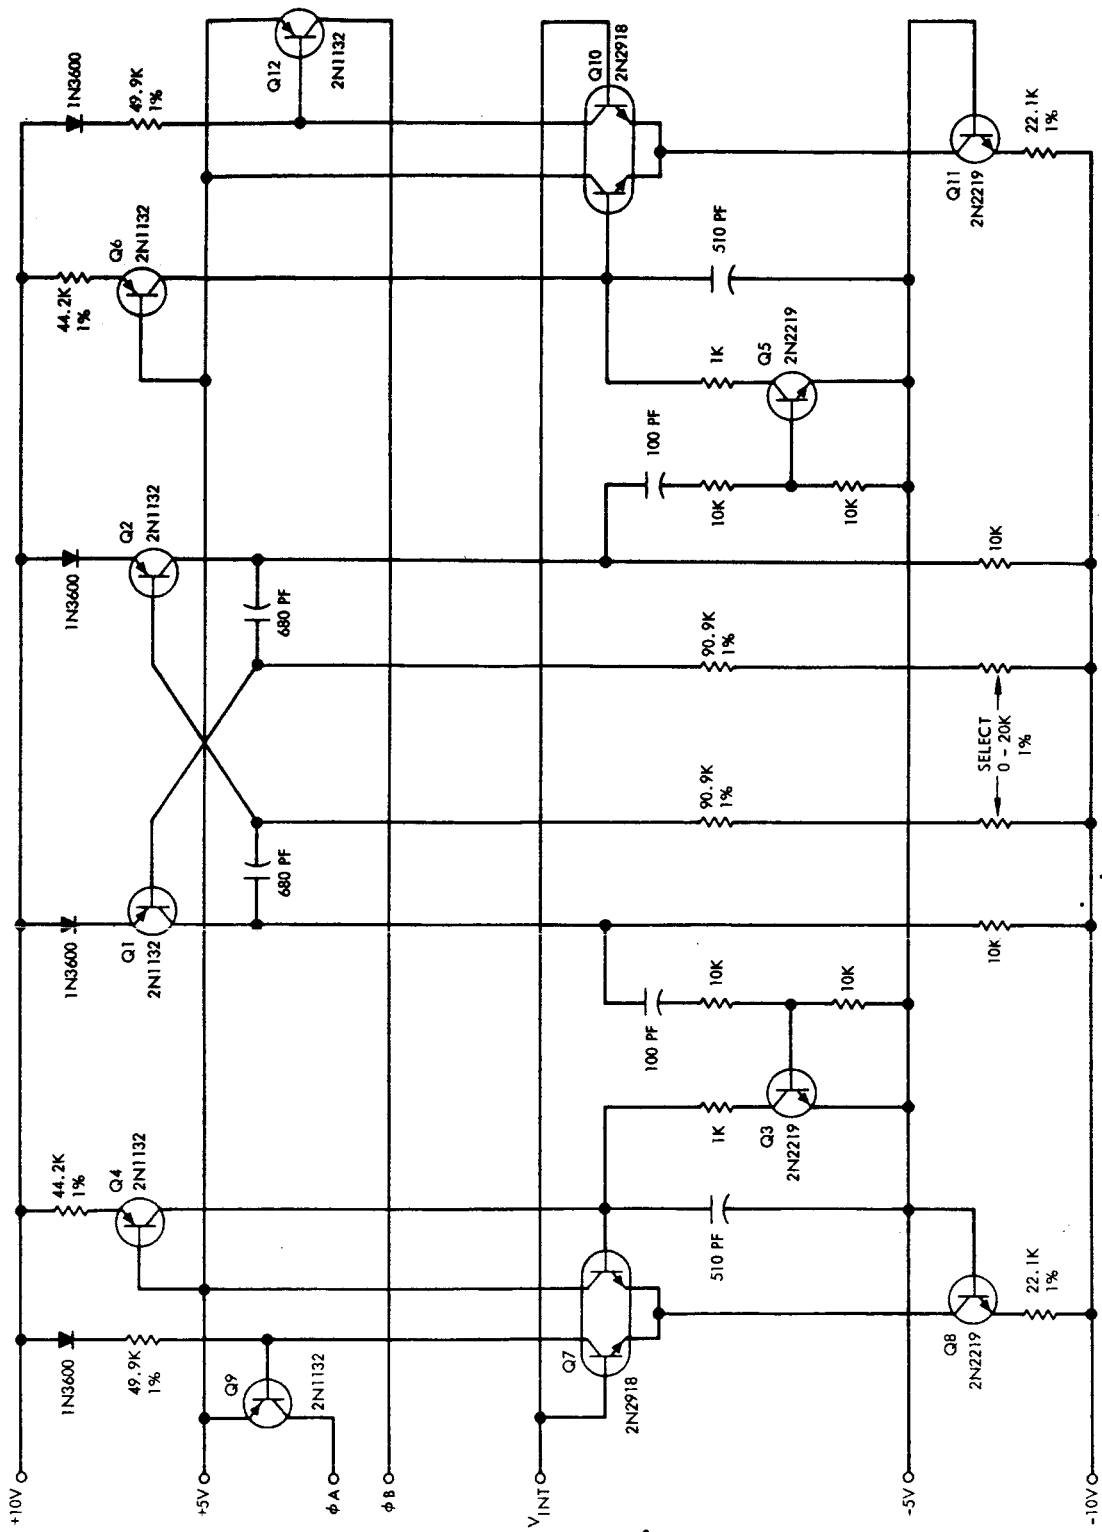 +10V
1N3600
49.9K
1%
44.2K
1%
Q4
2N1132
1N3600
Q1
2N1132
1N3600
Q2
2N1132
44.2K
1%
Q6
2N1132
1N3600
49.9K
1%
Q12
2N1132
+5V
Q9
2N1132
680 PF
680 PF
ϕA
ϕB
VINT
Q7
2N2918
Q10
2N2918
510 PF
1K
Q3
2N2219
100 PF
10K
10K
90.9K
1%
90.9K
1%
100 PF
10K
10K
1K
Q5
2N2219
510 PF
-5V
Q8
2N2219
22.1K
1%
10K
SELECT
0 - 20K
1%
10K
Q11
2N2219
22.1K
1%
-10V